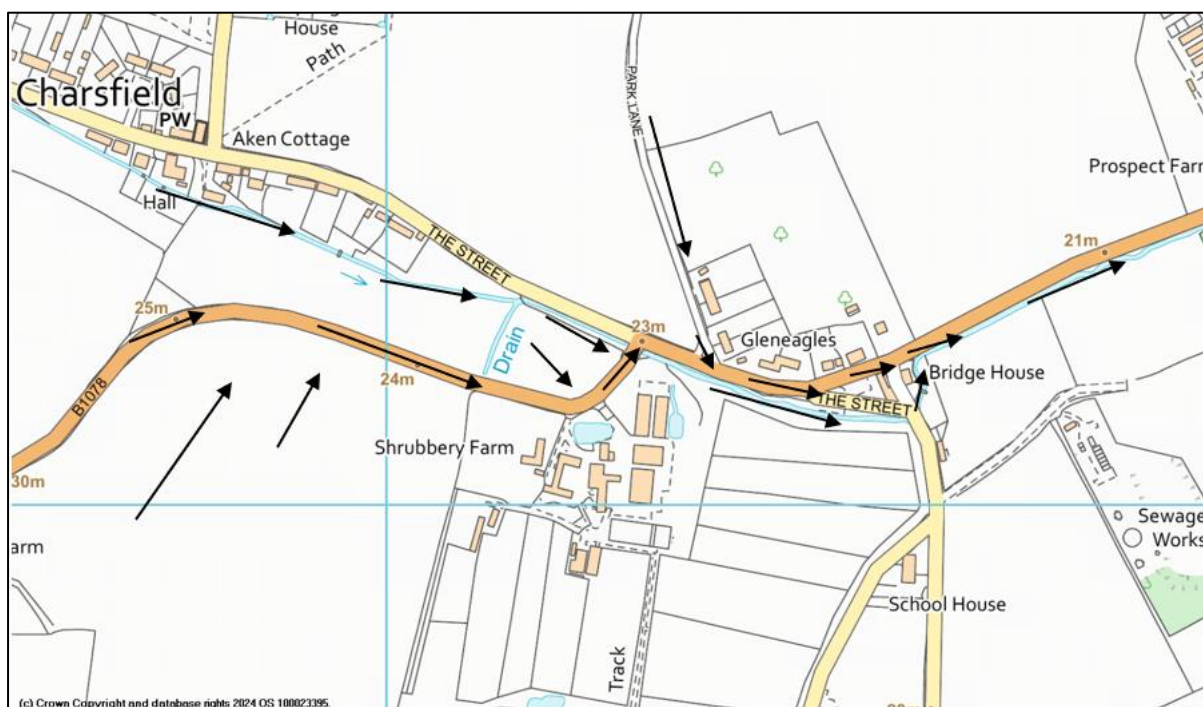 House
Path
PARK LANE
Charsfield
PW
Aken Cottage
Prospect Farm
Hall
THE STREET
21m
25m
23m
Gleneagles
Drain
24m
Bridge House
B1078
THE STREET
Shrubbery Farm
30m
Sewage
Works
arm
School House
Track
(c) Crown Copyright and database rights 2024 OS 100023395.